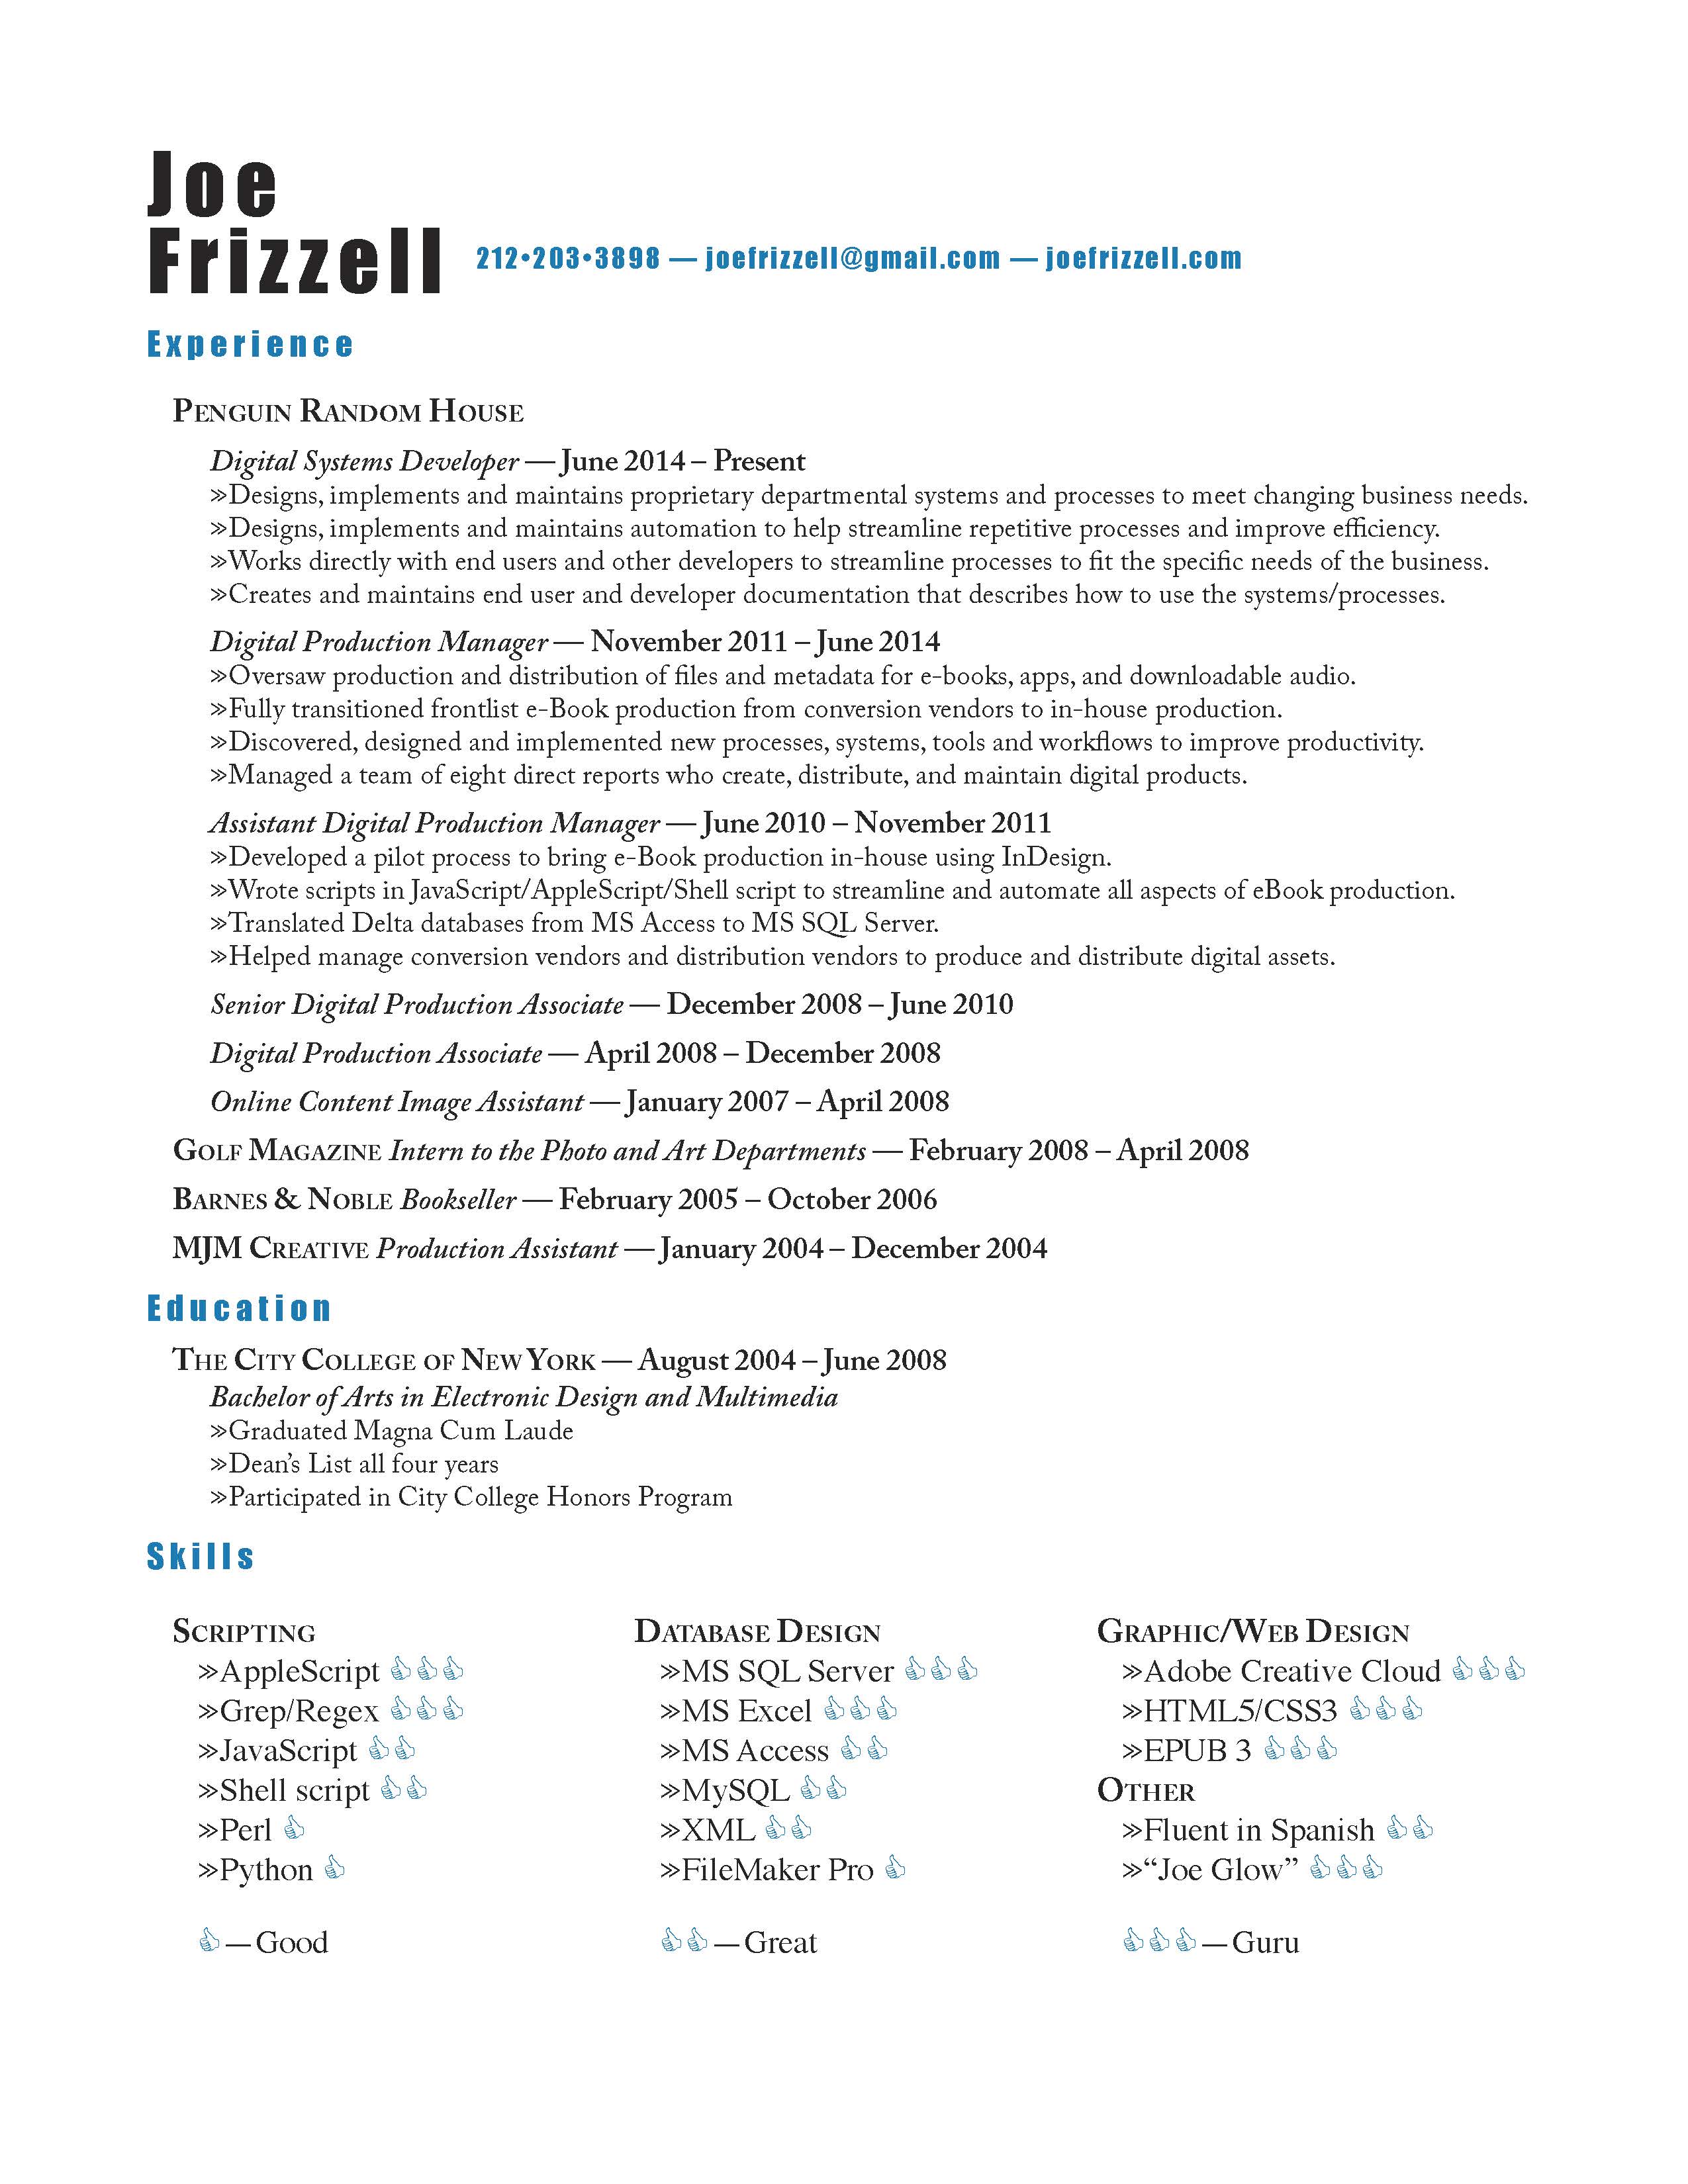 Joe
Frizzell 212•203•3898 — joefrizzell@gmail.com — joefrizzell.com
Experience
Penguin Random House
Digital Systems Developer — June 2014 – Present
»Designs, implements and maintains proprietary departmental systems and processes to meet changing business needs.
»Designs, implements and maintains automation to help streamline repetitive processes and improve efficiency.
»Works directly with end users and other developers to streamline processes to fit the specific needs of the business.
»Creates and maintains end user and developer documentation that describes how to use the systems/processes.
Digital Production Manager — November 2011 – June 2014
»Oversaw production and distribution of files and metadata for e-books, apps, and downloadable audio.
»Fully transitioned frontlist e-Book production from conversion vendors to in-house production.
»Discovered, designed and implemented new processes, systems, tools and workflows to improve productivity.
»Managed a team of eight direct reports who create, distribute, and maintain digital products.
Assistant Digital Production Manager — June 2010 – November 2011
»Developed a pilot process to bring e-Book production in-house using InDesign.
»Wrote scripts in JavaScript/AppleScript/Shell script to streamline and automate all aspects of eBook production.
»Translated Delta databases from MS Access to MS SQL Server.
»Helped manage conversion vendors and distribution vendors to produce and distribute digital assets.
Senior Digital Production Associate — December 2008 – June 2010
Digital Production Associate — April 2008 – December 2008
Online Content Image Assistant — January 2007 – April 2008
Golf Magazine Intern to the Photo and Art Departments — February 2008 – April 2008
Barnes & Noble Bookseller — February 2005 – October 2006
MJM Creative Production Assistant — January 2004 – December 2004
Education
The City College of New York — August 2004 – June 2008
Bachelor of Arts in Electronic Design and Multimedia
»Graduated Magna Cum Laude
»Dean's List all four years
»Participated in City College Honors Program
Skills
Scripting
»AppleScript 👍👍👍
»Grep/Regex 👍👍👍
»JavaScript 👍👍
»Shell script 👍👍
»Perl 👍
»Python 👍
Database Design
»MS SQL Server 👍👍👍
»MS Excel 👍👍👍
»MS Access 👍👍
»MySQL 👍👍
»XML 👍👍
»FileMaker Pro 👍
Graphic/Web Design
»Adobe Creative Cloud 👍👍👍
»HTML5/CSS3 👍👍👍
»EPUB 3 👍👍👍
Other
»Fluent in Spanish 👍👍
»“Joe Glow” 👍👍👍
👍 — Good
👍👍 — Great
👍👍👍 — Guru